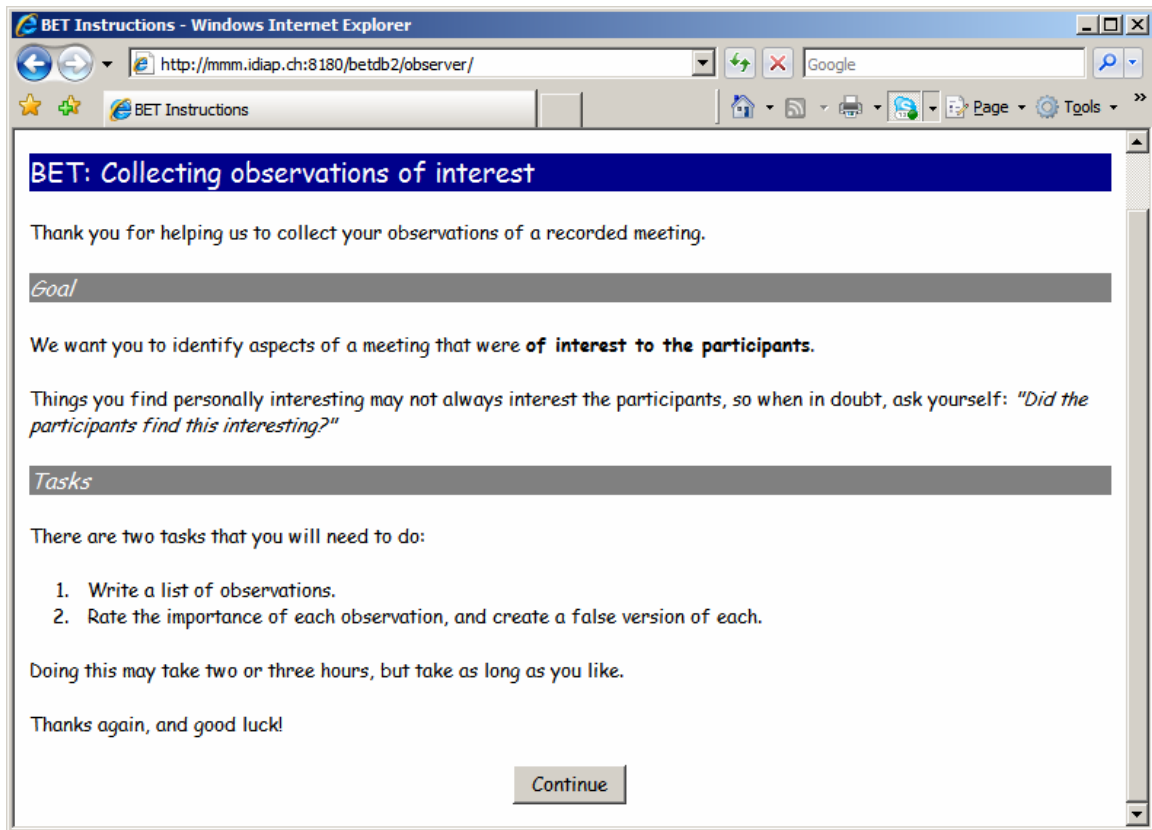 BET Instructions - Windows Internet Explorer
http://mmm.idiap.ch:8180/betdb2/observer/
Google
BET Instructions
Page
Tools
»
BET: Collecting observations of interest
Thank you for helping us to collect your observations of a recorded meeting.
Goal
We want you to identify aspects of a meeting that were of interest to the participants.
Things you find personally interesting may not always interest the participants, so when in doubt, ask yourself: "Did the
participants find this interesting?"
Tasks
There are two tasks that you will need to do:
1. Write a list of observations.
2. Rate the importance of each observation, and create a false version of each.
Doing this may take two or three hours, but take as long as you like.
Thanks again, and good luck!
Continue